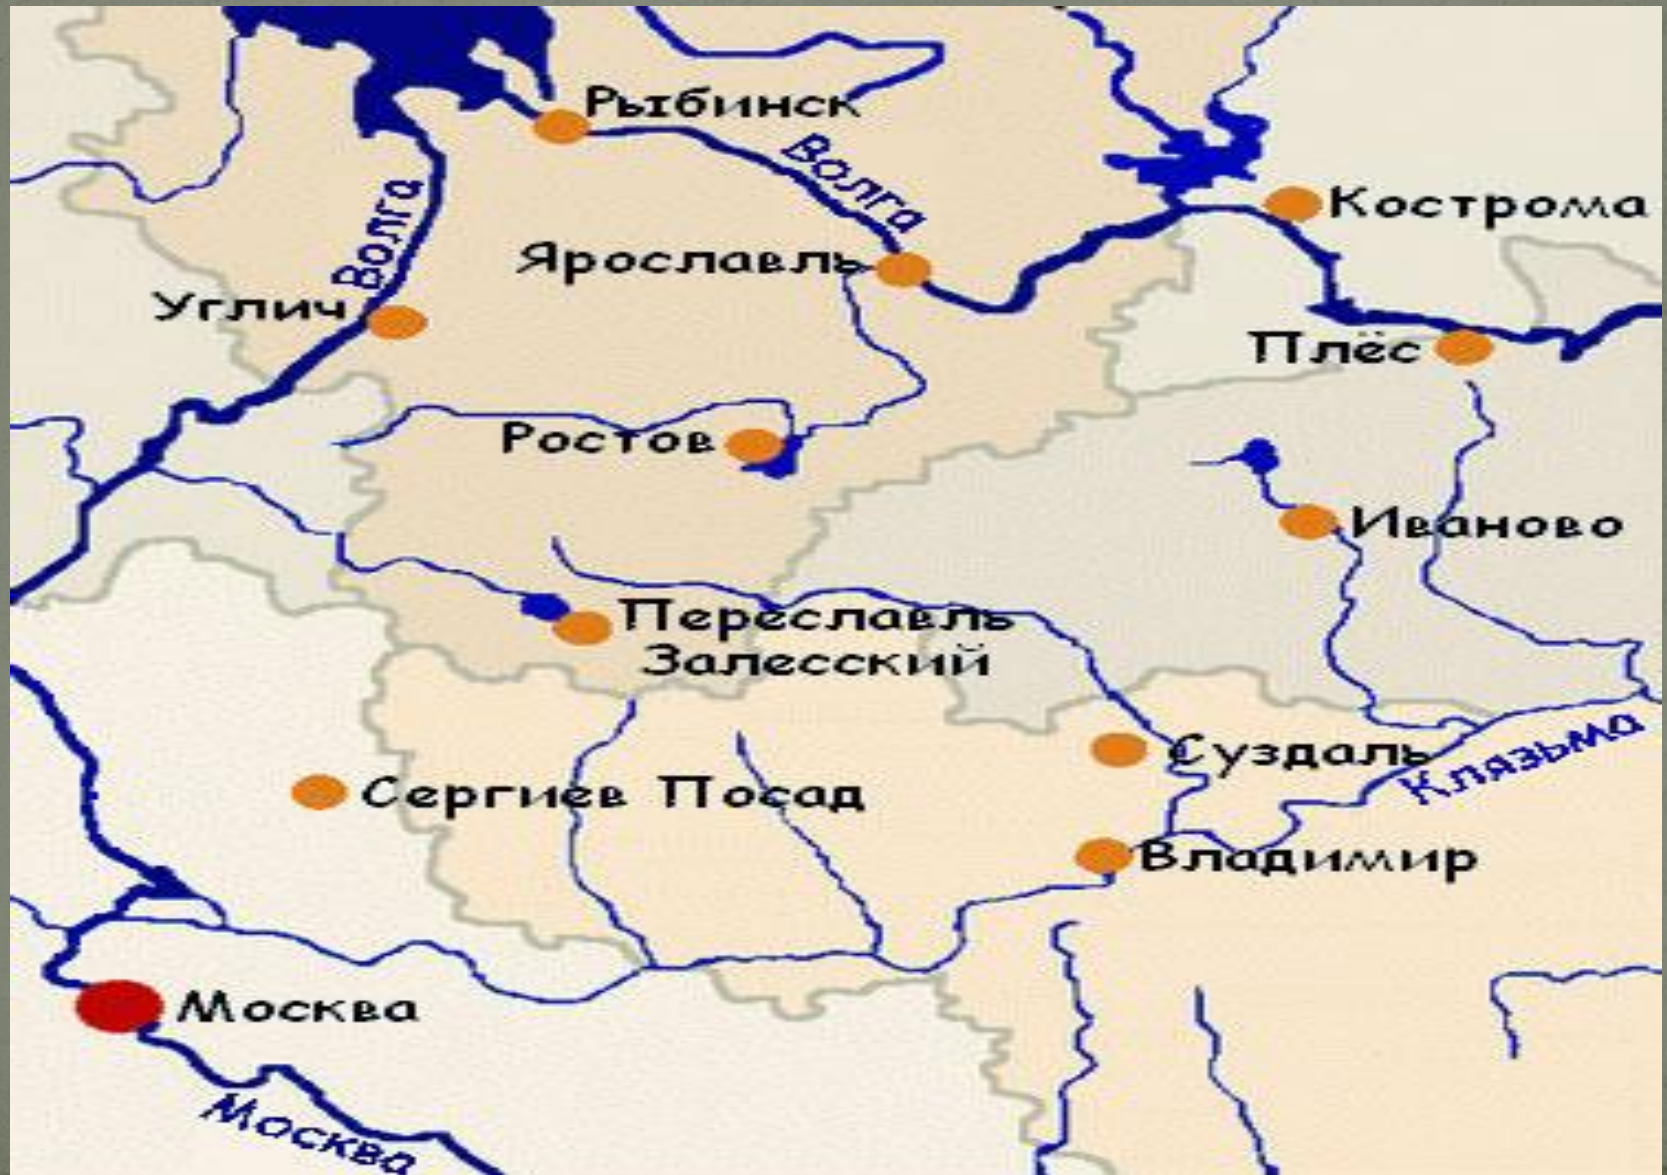 Рыбинск
Волга
Волга
Кострома
Ярославль
Углич
Плёс
Ростов
Иваново
Переславль
Залесский
Суздаль
Клязьма
Сергиев Посад
Владимир
Москва
Москва